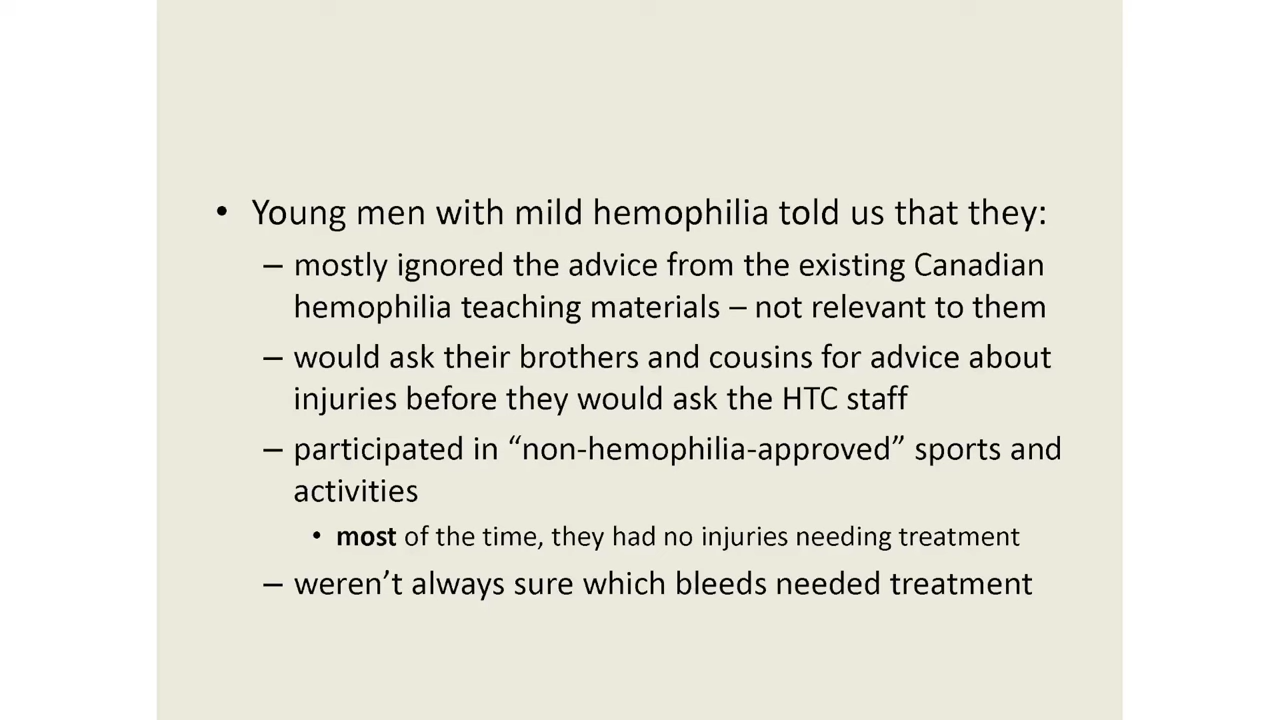 • Young men with mild hemophilia told us that they:
– mostly ignored the advice from the existing Canadian
hemophilia teaching materials – not relevant to them
– would ask their brothers and cousins for advice about
injuries before they would ask the HTC staff
– participated in “non-hemophilia-approved” sports and
activities
• most of the time, they had no injuries needing treatment
– weren’t always sure which bleeds needed treatment